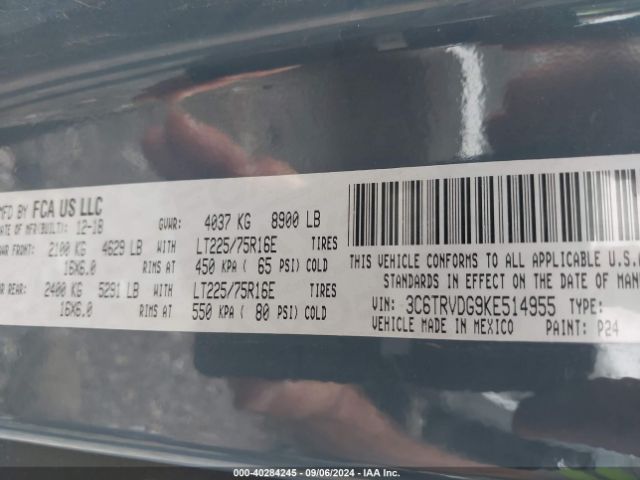 MFD BY FCA US LLC
DATE OF MFR(BUILT): 12-18 GVWR: 4037 KG 8900 LB
FRONT: 2100 KG 4629 LB WITH LT225/75R16E TIRES
16X6.0 RIMS AT 450 KPA ( 65 PSI) COLD
REAR: 2400 KG 5291 LB WITH LT225/75R16E TIRES
16X6.0 RIMS AT 550 KPA ( 80 PSI) COLD
THIS VEHICLE CONFORMS TO ALL APPLICABLE U.S.A.
STANDARDS IN EFFECT ON THE DATE OF MAN
VIN: 3C6TRVDG9KE514955 TYPE:
VEHICLE MADE IN MEXICO PAINT: P24
000-40284245 - 09/06/2024 - IAA Inc.